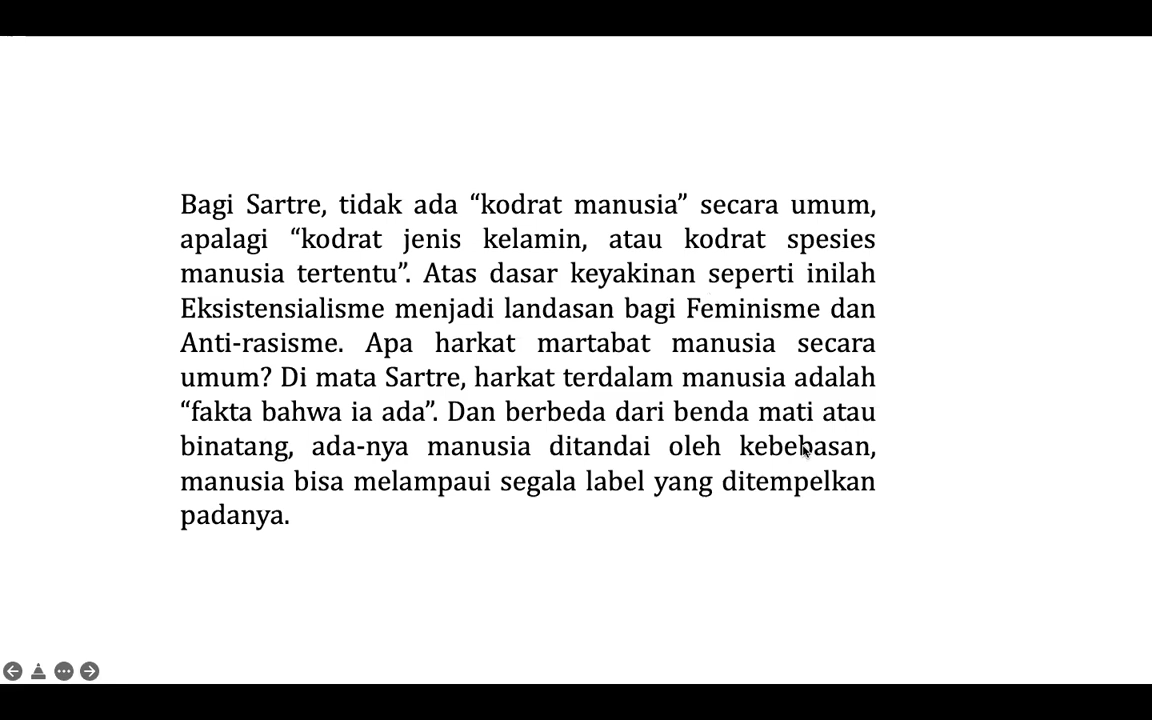 Bagi Sartre, tidak ada “kodrat manusia” secara umum,
apalagi “kodrat jenis kelamin, atau kodrat spesies
manusia tertentu”. Atas dasar keyakinan seperti inilah
Eksistensialisme menjadi landasan bagi Feminisme dan
Anti-rasisme. Apa harkat martabat manusia secara
umum? Di mata Sartre, harkat terdalam manusia adalah
“fakta bahwa ia ada”. Dan berbeda dari benda mati atau
binatang, ada-nya manusia ditandai oleh kebebasan,
manusia bisa melampaui segala label yang ditempelkan
padanya.